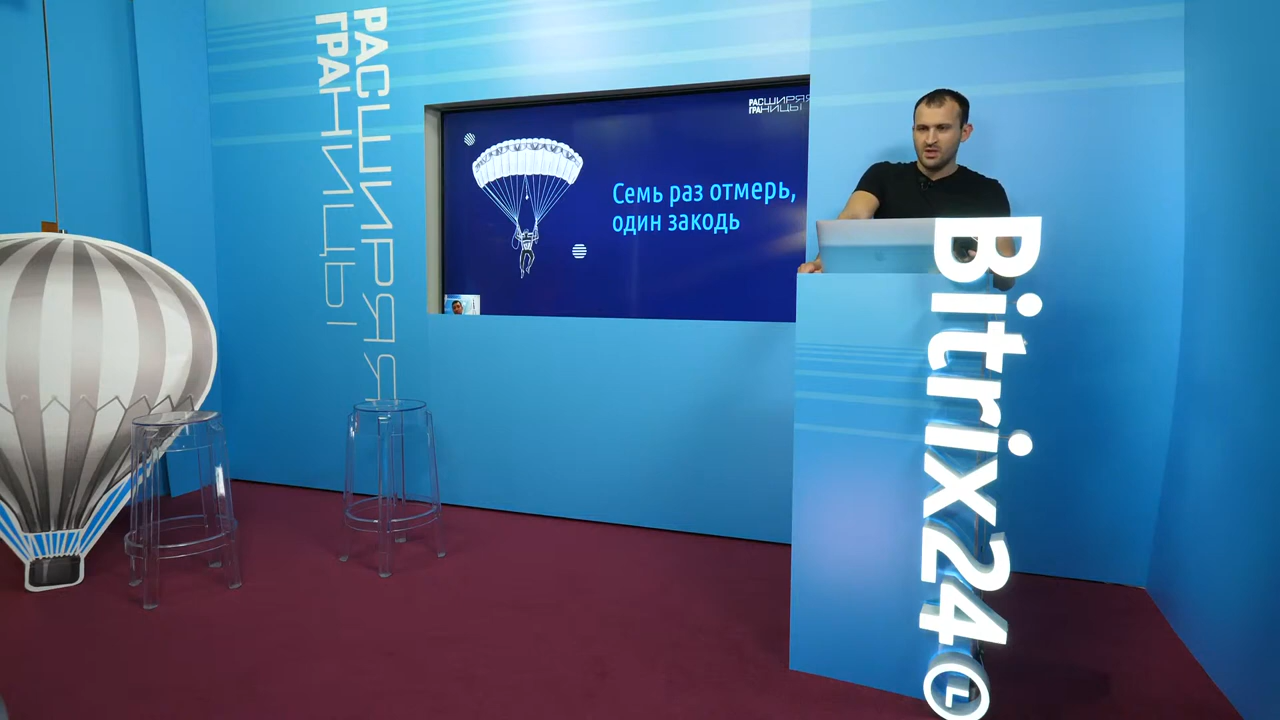 РАСШИРЯЯ
ГРАНИЦЫ
РАСШИРЯЯ
ГРАНИЦЫ
Семь раз отмерь,
один закодь
Bitrix24